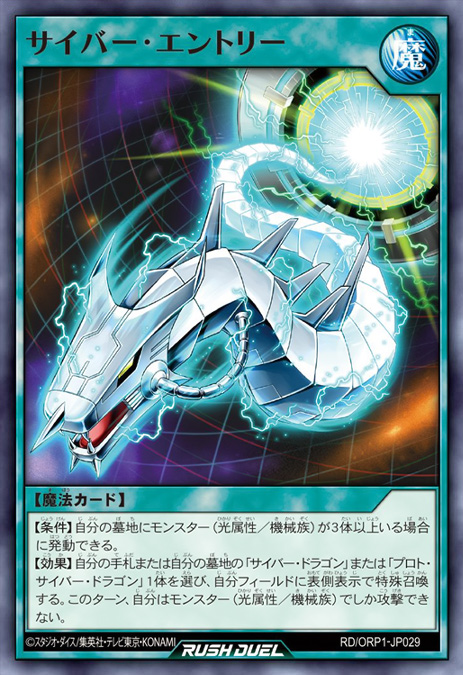 サイバー・エントリー
ま
魔
【魔法カード】
【条件】自分の墓地にモンスター（光属性／機械族）が3体以上いる場合
に発動できる。
【効果】自分の手札または自分の墓地の「サイバー・ドラゴン」または「プロト・
サイバー・ドラゴン」1体を選び、自分フィールドに表側表示で特殊召喚
する。このターン、自分はモンスター（光属性／機械族）でしか攻撃でき
ない。
©スタジオ・ダイス/集英社・テレビ東京・KONAMI
RUSH DUEL
RD/ORP1-JP029